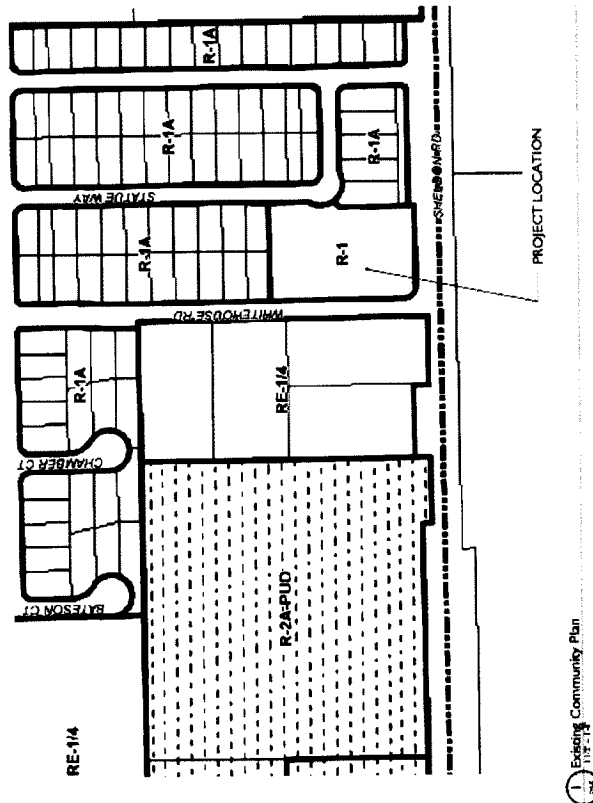 R-1A
R-1A
R-1A
STATUE WAY
R-1A
R-1
SHELDON RD
PROJECT LOCATION
WHITEHOUSE RD
R-1A
RE-1/4
CHAMBER CT
BATESON CT
R-2A-PUD
RE-1/4
1
Existing Community Plan